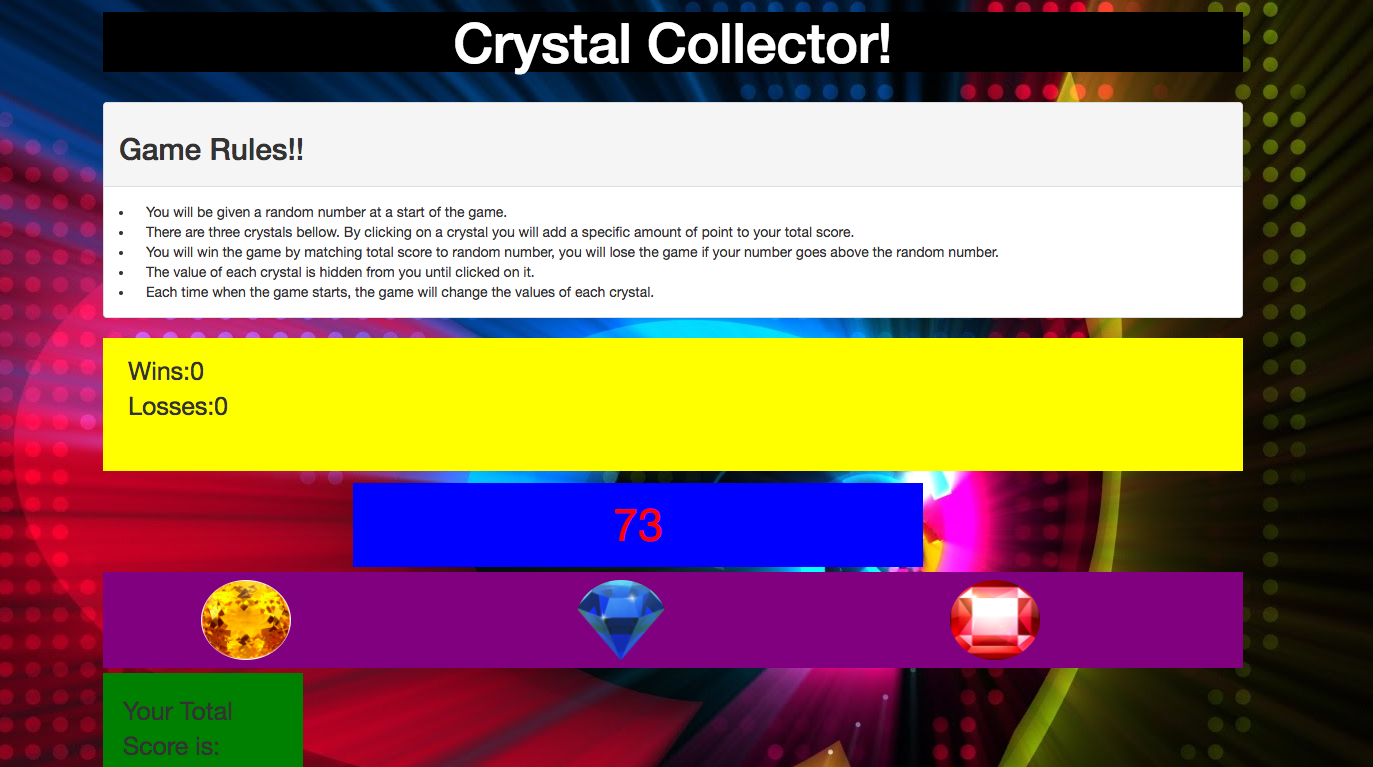 Crystal Collector!
Game Rules!!
• You will be given a random number at a start of the game.
• There are three crystals bellow. By clicking on a crystal you will add a specific amount of point to your total score.
• You will win the game by matching total score to random number, you will lose the game if your number goes above the random number.
• The value of each crystal is hidden from you until clicked on it.
• Each time when the game starts, the game will change the values of each crystal.
Wins:0
Losses:0
73
Your Total
Score is: